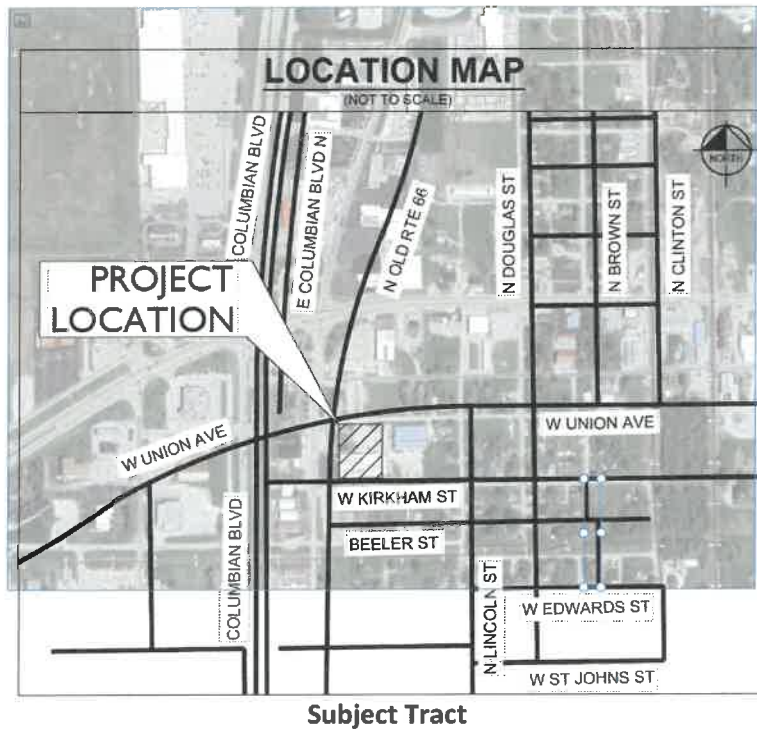 LOCATION MAP
(NOT TO SCALE)
COLUMBIAN BLVD
E COLUMBIAN BLVD N
N OLD RTE 66
N DOUGLAS ST
N BROWN ST
N CLINTON ST
NORTH
PROJECT
LOCATION
W UNION AVE
W UNION AVE
W KIRKHAM ST
BEELER ST
COLUMBIAN BLVD
N LINCOLN ST
W EDWARDS ST
W ST JOHNS ST
Subject Tract